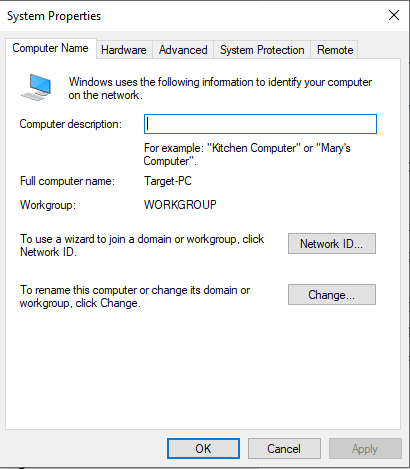 System Properties
Computer Name Hardware Advanced System Protection Remote
Windows uses the following information to identify your computer
on the network.
Computer description:
For example: "Kitchen Computer" or "Mary's
Computer".
Full computer name: Target-PC
Workgroup: WORKGROUP
To use a wizard to join a domain or workgroup, click
Network ID.
Network ID...
To rename this computer or change its domain or
workgroup, click Change.
Change...
OK Cancel Apply